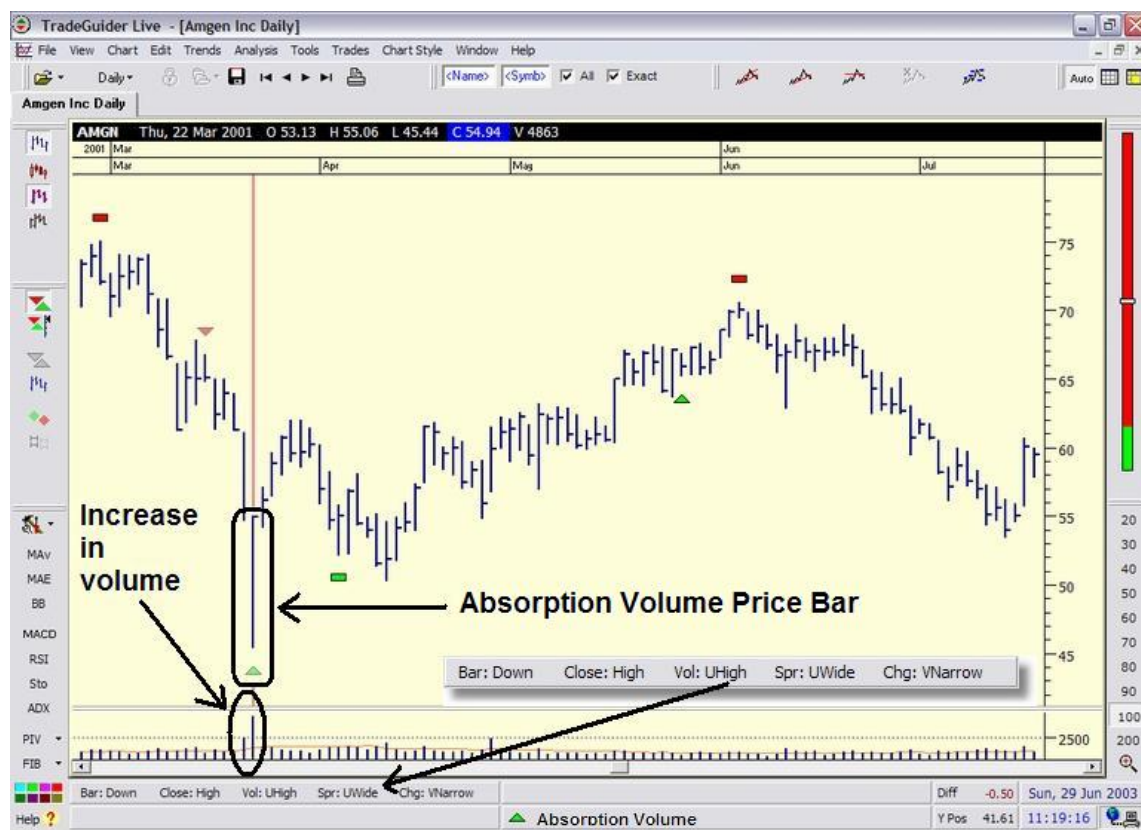 TradeGuider Live - [Amgen Inc Daily]
File View Chart Edit Trends Analysis Tools Trades Chart Style Window Help
Daily <Name> <Symb> All Exact Auto
Amgen Inc Daily
AMGN Thu, 22 Mar 2001 O 53.13 H 55.06 L 45.44 C 54.94 V 4863
2001 Mar Jun
Mar Apr May Jun Jul
75
70
65
60
55
50
45
2500
Increase
in
volume
Absorption Volume Price Bar
Bar: Down Close: High Vol: UHigh Spr: UWide Chg: VNarrow
MAv
MAE
BB
MACD
RSI
Sto
ADX
PIV
FIB
20
30
40
50
60
70
80
90
100
200
Bar: Down Close: High Vol: UHigh Spr: UWide Chg: VNarrow Diff -0.50 Sun, 29 Jun 2003
Help ? Absorption Volume Y Pos 41.61 11:19:16